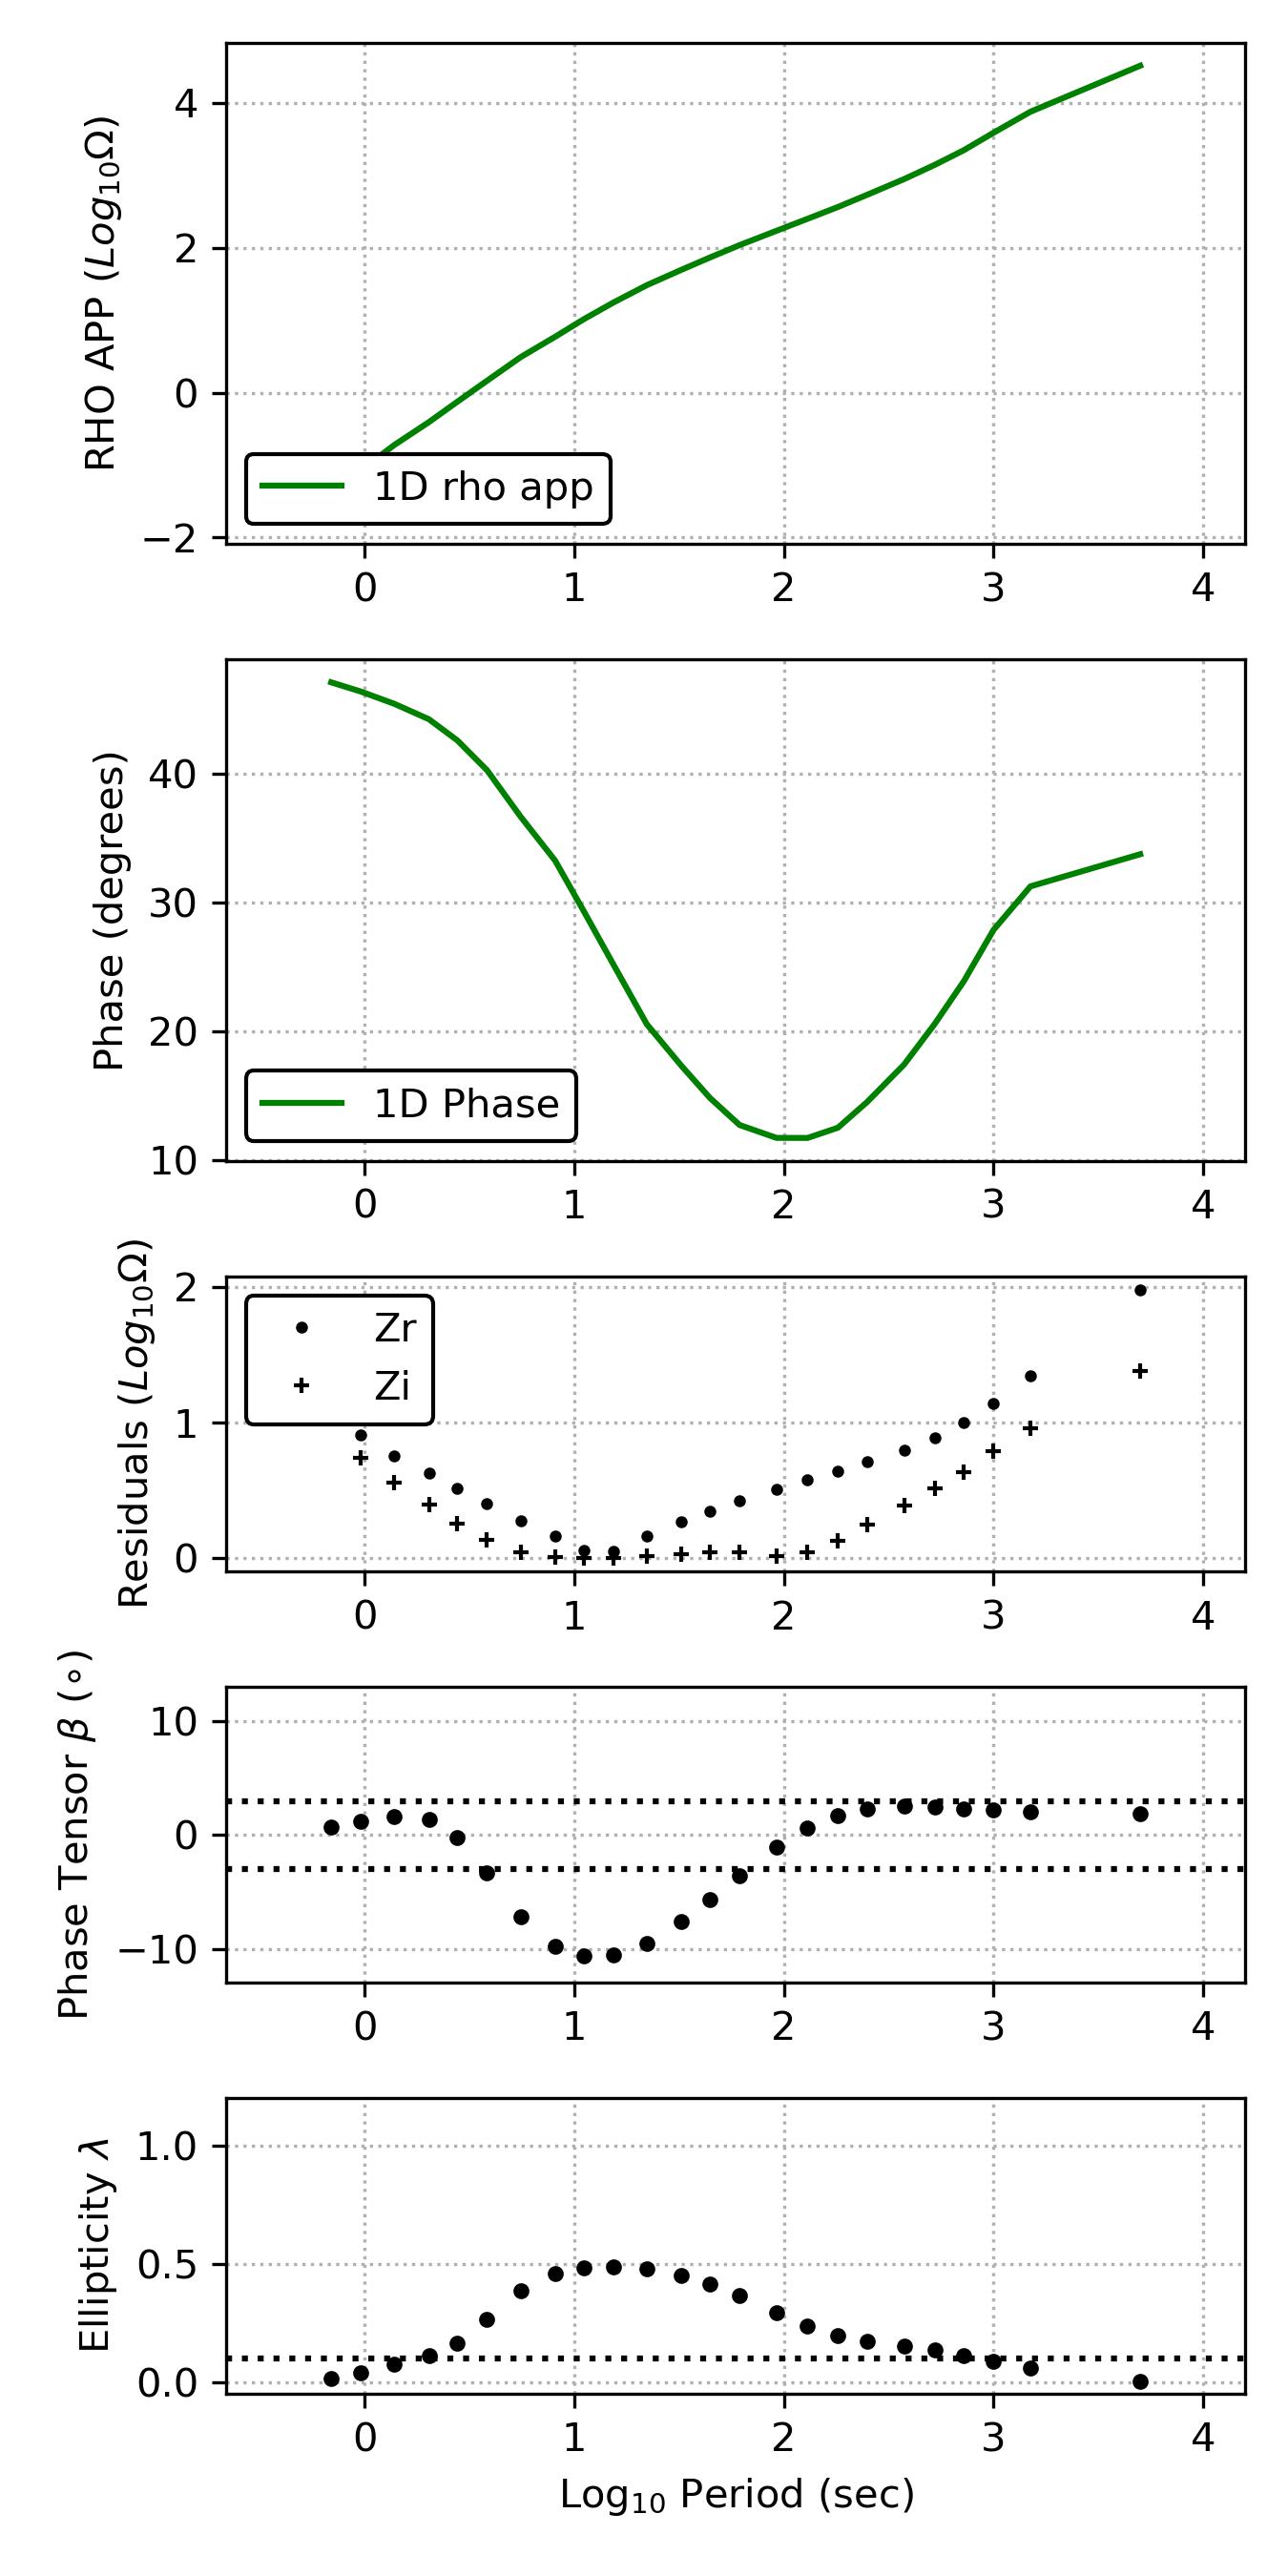 RHO APP (Log₁₀Ω)
4
2
0
−2
1D rho app
0 1 2 3 4
Phase (degrees)
40
30
20
10
1D Phase
0 1 2 3 4
Residuals (Log₁₀Ω)
2
1
0
Zr
Zi
0 1 2 3 4
Phase Tensor β (∘)
10
0
−10
0 1 2 3 4
Ellipticity λ
1.0
0.5
0.0
0 1 2 3 4
Log₁₀ Period (sec)